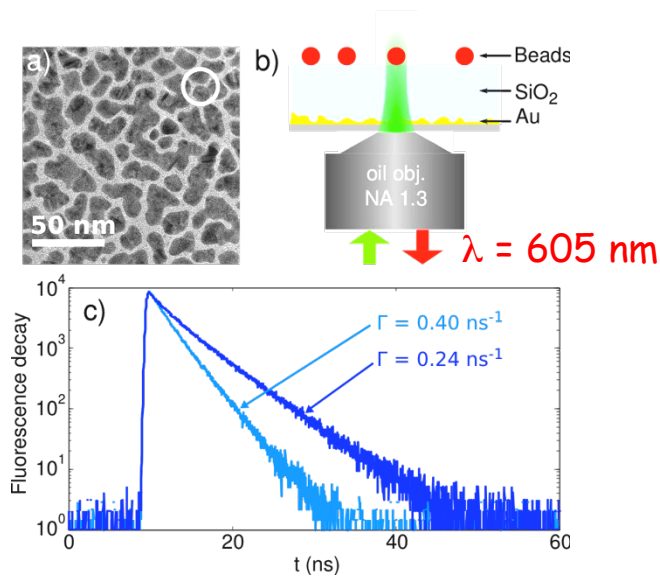 a)
50 nm
b)
Beads
SiO₂
Au
oil obj.
NA 1.3
λ = 605 nm
c)
Γ = 0.40 ns⁻¹
Γ = 0.24 ns⁻¹
Fluorescence decay
10⁴
10³
10²
10¹
10⁰
0 20 40 60
t (ns)